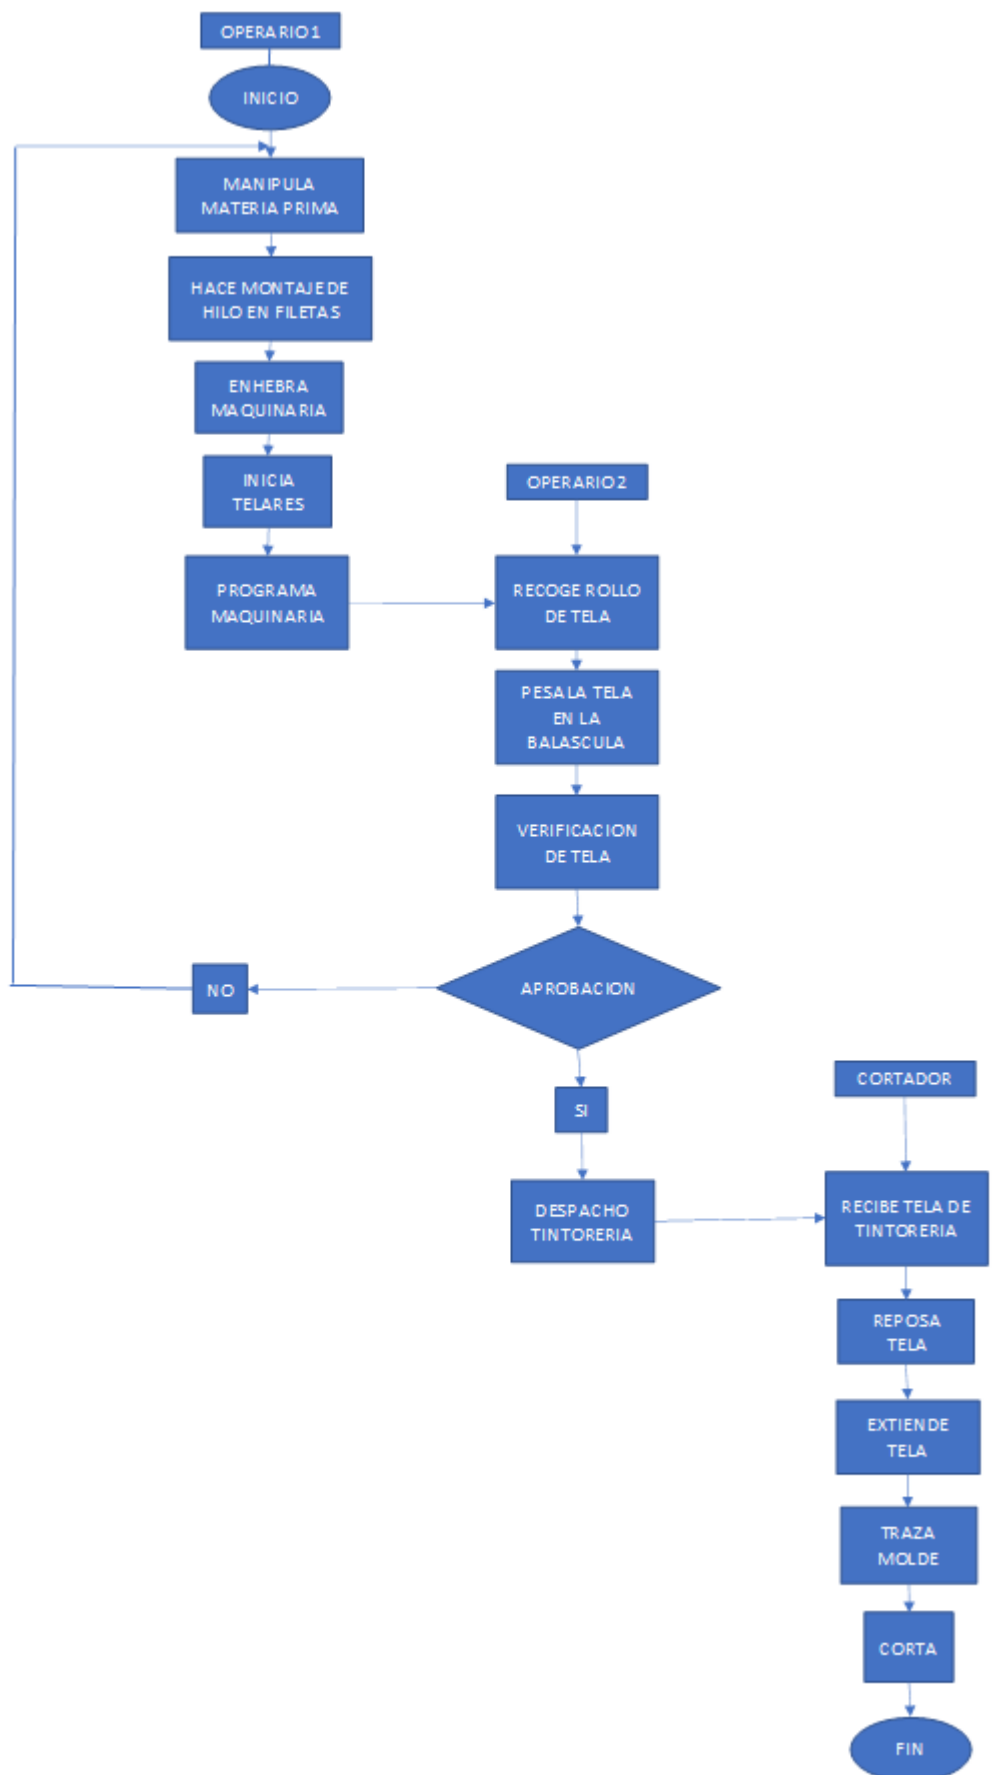 OPERARIO 1
INICIO
MANIPULA
MATERIA PRIMA
HACE MONTAJE DE
HILO EN FILETAS
ENHEBRA
MAQUINARIA
INICIA
TELARES
PROGRAMA
MAQUINARIA
OPERARIO 2
RECOGE ROLLO
DE TELA
PESA LA TELA
EN LA
BALASCULA
VERIFICACION
DE TELA
APROBACION
NO
SI
DESPACHO
TINTORERIA
CORTADOR
RECIBE TELA DE
TINTORERIA
REPOSA
TELA
EXTIENDE
TELA
TRAZA
MOLDE
CORTA
FIN